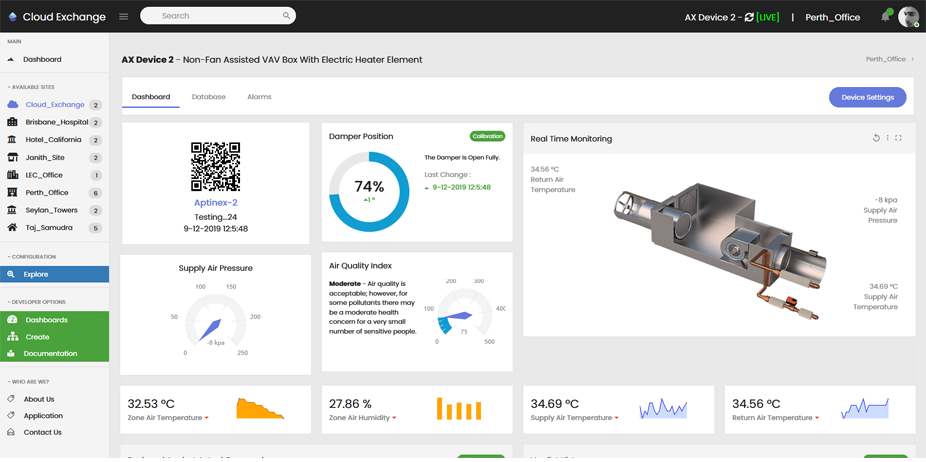 Cloud Exchange
Search
AX Device 2 - [LIVE] | Perth_Office
MAIN
Dashboard
~ AVAILABLE SITES
Cloud_Exchange 2
Brisbane_Hospital 2
Hotel_California 2
Janith_Site 2
LEC_Office 1
Perth_Office 6
Seylan_Towers 2
Taj_Samudra 5
~ CONFIGURATION
Explore
~ DEVELOPER OPTIONS
Dashboards
Create
Documentation
~ WHO ARE WE?
About Us
Application
Contact Us
AX Device 2 - Non-Fan Assisted VAV Box With Electric Heater Element
Perth_Office
Dashboard Database Alarms
Device Settings
Aptinex-2
Testing_24
9-12-2019 12:5:48
Damper Position
Calibration
74%
1 °
The Damper Is Open Fully.
Last Change :
9-12-2019 12:5:48
Real Time Monitoring
34.56 ºC
Return Air
Temperature
-8 kpa
Supply Air
Pressure
34.69 ºC
Supply Air
Temperature
Supply Air Pressure
0
50
100
150
200
250
-8 kpa
Air Quality Index
Moderate - Air quality is
acceptable; however, for
some pollutants there may
be a moderate health
concern for a very small
number of sensitive people.
0
100
200
300
500
75
32.53 ºC
Zone Air Temperature
27.86 %
Zone Air Humidity
34.69 ºC
Supply Air Temperature
34.56 ºC
Return Air Temperature